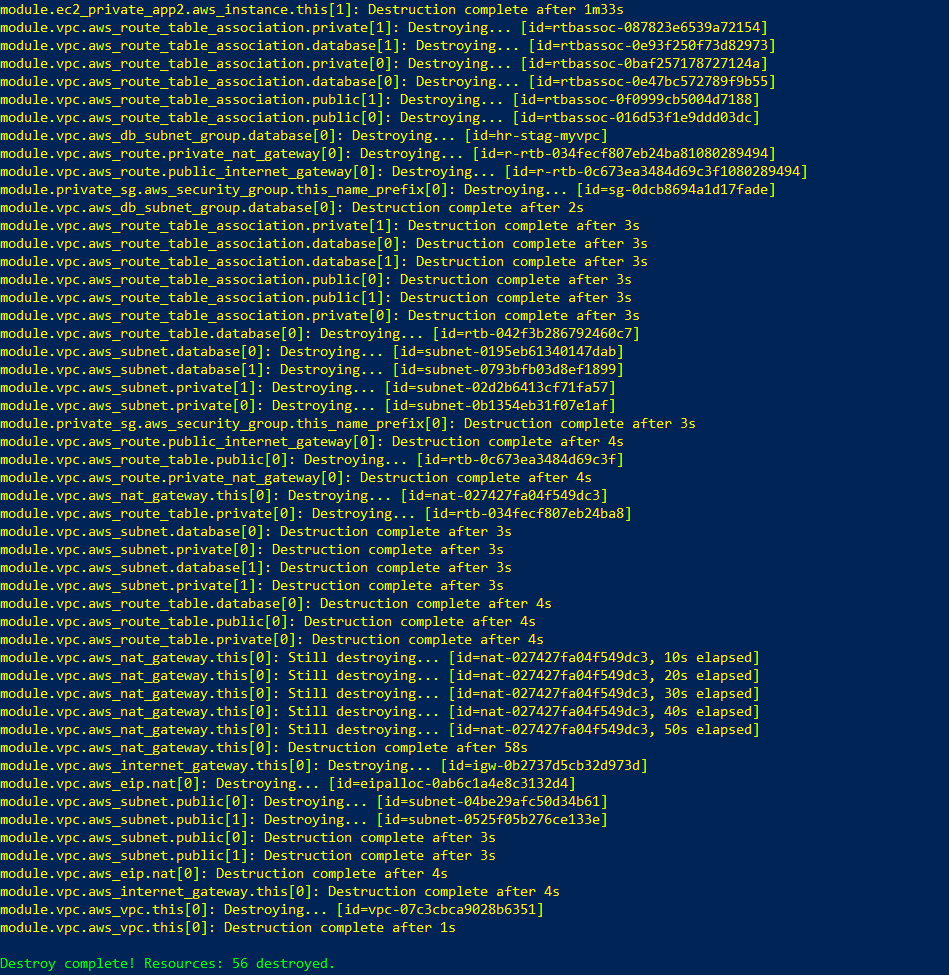 module.ec2_private_app2.aws_instance.this[1]: Destruction complete after 1m33s
module.vpc.aws_route_table_association.private[1]: Destroying... [id=rtbassoc-087823e6539a72154]
module.vpc.aws_route_table_association.database[1]: Destroying... [id=rtbassoc-0e93f250f73d82973]
module.vpc.aws_route_table_association.private[0]: Destroying... [id=rtbassoc-0baf257178727124a]
module.vpc.aws_route_table_association.database[0]: Destroying... [id=rtbassoc-0e47bc572789f9b55]
module.vpc.aws_route_table_association.public[1]: Destroying... [id=rtbassoc-0f0999cb5004d7188]
module.vpc.aws_route_table_association.public[0]: Destroying... [id=rtbassoc-016d53f1e9ddd03dc]
module.vpc.aws_db_subnet_group.database[0]: Destroying... [id=hr-stag-myvpc]
module.vpc.aws_route.private_nat_gateway[0]: Destroying... [id=r-rtb-034fecf807eb24ba81080289494]
module.vpc.aws_route.public_internet_gateway[0]: Destroying... [id=r-rtb-0c673ea3484d69c3f1080289494]
module.private_sg.aws_security_group.this_name_prefix[0]: Destroying... [id=sg-0dcb8694a1d17fade]
module.vpc.aws_db_subnet_group.database[0]: Destruction complete after 2s
module.vpc.aws_route_table_association.private[1]: Destruction complete after 3s
module.vpc.aws_route_table_association.database[0]: Destruction complete after 3s
module.vpc.aws_route_table_association.database[1]: Destruction complete after 3s
module.vpc.aws_route_table_association.public[0]: Destruction complete after 3s
module.vpc.aws_route_table_association.public[1]: Destruction complete after 3s
module.vpc.aws_route_table_association.private[0]: Destruction complete after 3s
module.vpc.aws_route_table.database[0]: Destroying... [id=rtb-042f3b286792460c7]
module.vpc.aws_subnet.database[0]: Destroying... [id=subnet-0195eb61340147dab]
module.vpc.aws_subnet.database[1]: Destroying... [id=subnet-0793bfb03d8ef1899]
module.vpc.aws_subnet.private[1]: Destroying... [id=subnet-02d2b6413cf71fa57]
module.vpc.aws_subnet.private[0]: Destroying... [id=subnet-0b1354eb31f07e1af]
module.private_sg.aws_security_group.this_name_prefix[0]: Destruction complete after 3s
module.vpc.aws_route.public_internet_gateway[0]: Destruction complete after 4s
module.vpc.aws_route_table.public[0]: Destroying... [id=rtb-0c673ea3484d69c3f]
module.vpc.aws_route.private_nat_gateway[0]: Destruction complete after 4s
module.vpc.aws_nat_gateway.this[0]: Destroying... [id=nat-027427fa04f549dc3]
module.vpc.aws_route_table.private[0]: Destroying... [id=rtb-034fecf807eb24ba8]
module.vpc.aws_subnet.database[0]: Destruction complete after 3s
module.vpc.aws_subnet.private[0]: Destruction complete after 3s
module.vpc.aws_subnet.database[1]: Destruction complete after 3s
module.vpc.aws_subnet.private[1]: Destruction complete after 3s
module.vpc.aws_route_table.database[0]: Destruction complete after 4s
module.vpc.aws_route_table.public[0]: Destruction complete after 4s
module.vpc.aws_route_table.private[0]: Destruction complete after 4s
module.vpc.aws_nat_gateway.this[0]: Still destroying... [id=nat-027427fa04f549dc3, 10s elapsed]
module.vpc.aws_nat_gateway.this[0]: Still destroying... [id=nat-027427fa04f549dc3, 20s elapsed]
module.vpc.aws_nat_gateway.this[0]: Still destroying... [id=nat-027427fa04f549dc3, 30s elapsed]
module.vpc.aws_nat_gateway.this[0]: Still destroying... [id=nat-027427fa04f549dc3, 40s elapsed]
module.vpc.aws_nat_gateway.this[0]: Still destroying... [id=nat-027427fa04f549dc3, 50s elapsed]
module.vpc.aws_nat_gateway.this[0]: Destruction complete after 58s
module.vpc.aws_internet_gateway.this[0]: Destroying... [id=igw-0b2737d5cb32d973d]
module.vpc.aws_eip.nat[0]: Destroying... [id=eipalloc-0ab6c1a4e8c3132d4]
module.vpc.aws_subnet.public[0]: Destroying... [id=subnet-04be29afc50d34b61]
module.vpc.aws_subnet.public[1]: Destroying... [id=subnet-0525f05b276ce133e]
module.vpc.aws_subnet.public[0]: Destruction complete after 3s
module.vpc.aws_subnet.public[1]: Destruction complete after 3s
module.vpc.aws_eip.nat[0]: Destruction complete after 4s
module.vpc.aws_internet_gateway.this[0]: Destruction complete after 4s
module.vpc.aws_vpc.this[0]: Destroying... [id=vpc-07c3cbca9028b6351]
module.vpc.aws_vpc.this[0]: Destruction complete after 1s
Destroy complete! Resources: 56 destroyed.